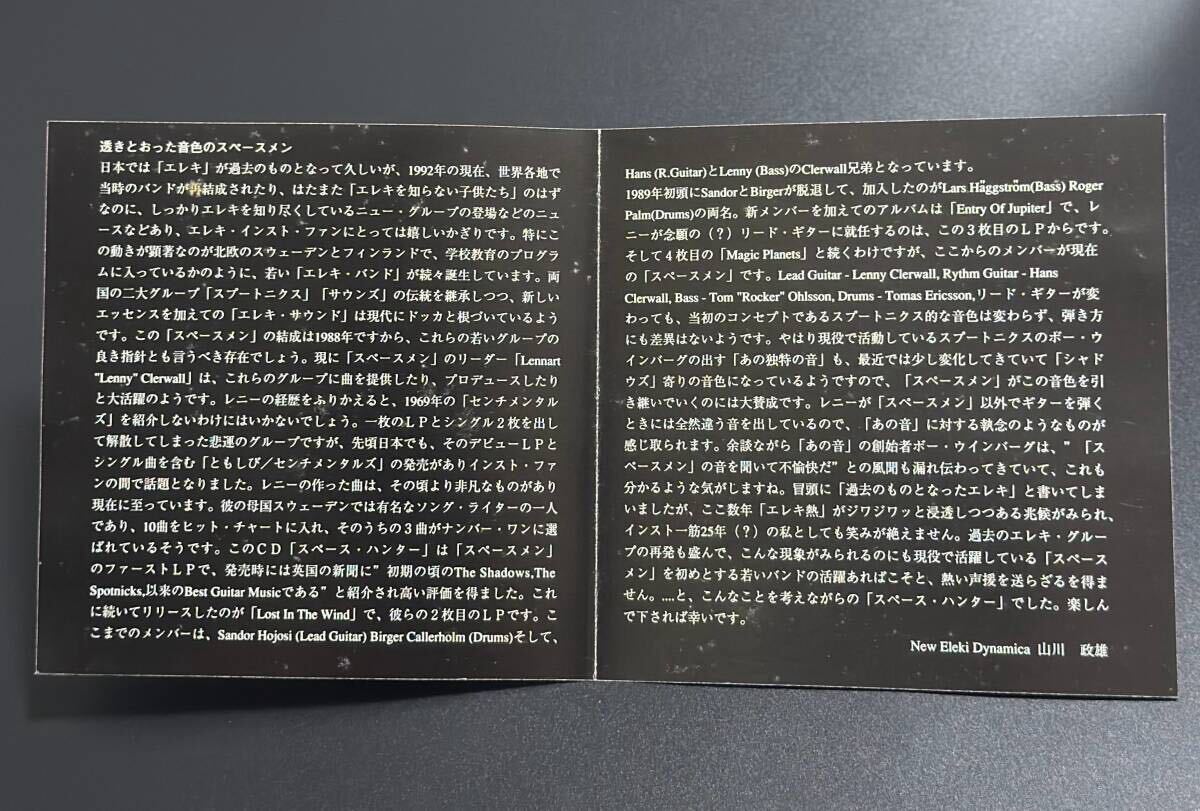 透きとおった音色のスペースメン
日本では「エレキ」が過去のものとなって久しいが、1992年の現在、世界各地で
当時のバンドが再結成されたり、はたまた「エレキを知らない子供たち」のはず
なのに、しっかりエレキを知り尽くしているニュー・グループの登場などのニュ
ースなどあり、エレキ・インスト・ファンにとっては嬉しいかぎりです。特にこ
の動きが顕著なのが北欧のスウェーデンとフィンランドで、学校教育のプログラ
ムに入っているかのように、若い「エレキ・バンド」が続々誕生しています。両
国の二大グループ「スプートニクス」「サウンズ」の伝統を継承しつつ、新しい
エッセンスを加えての「エレキ・サウンド」は現代にドッカと根づいているよう
です。この「スペースメン」の結成は1988年ですから、これらの若いグループの
良き指針とも言うべき存在でしょう。現に「スペースメン」のリーダー「Lennart
"Lenny" Clerwall」は、これらのグループに曲を提供したり、プロデュースしたり
と大活躍のようです。レニーの経歴をふりかえると、1969年の「センチメンタル
ズ」を紹介しないわけにはいかないでしょう。一枚のLPとシングル2枚を出し
て解散してしまった悲運のグループですが、先頃日本でも、そのデビューLPと
シングル曲を含む「ともしび／センチメンタルズ」の発売がありインスト・ファ
ンの間で話題となりました。レニーの作った曲は、その頃より非凡なものがあり
現在に至っています。彼の母国スウェーデンでは有名なソング・ライターの一人
であり、10曲をヒット・チャートに入れ、そのうちの3曲がナンバー・ワンに選
ばれているそうです。このCD「スペース・ハンター」は「スペースメン」
のファーストLPで、発売時には英国の新聞に" 初期の頃のThe Shadows,The
Spotnicks,以来のBest Guitar Musicである" と紹介され高い評価を得ました。これ
に続いてリリースしたのが「Lost In The Wind」で、彼らの2枚目のLPです。こ
こまでのメンバーは、Sandor Hojosi (Lead Guitar) Birger Callerholm (Drums)そして、
Hans (R.Guitar)とLenny (Bass)のClerwall兄弟となっています。
1989年初頭にSandorとBirgerが脱退して、加入したのがLars Häggström(Bass) Roger
Palm(Drums)の両名。新メンバーを加えてのアルバムは「Entry Of Jupiter」で、レ
ニーが念願の（？）リード・ギターに就任するのは、この3枚目のLPからです。
そして4枚目の「Magic Planets」と続くわけですが、ここからのメンバーが現在
の「スペースメン」です。Lead Guitar - Lenny Clerwall, Rythm Guitar - Hans
Clerwall, Bass - Tom "Rocker" Ohlsson, Drums - Tomas Ericsson,リード・ギターが変
わっても、当初のコンセプトであるスプートニクス的な音色は変わらず、弾き方
にも差異はないようです。やはり現役で活動しているスプートニクスのボー・ウ
インバーグの出す「あの独特の音」も、最近では少し変化してきていて「シャド
ウズ」寄りの音色になっているようですので、「スペースメン」がこの音色を引
き継いでいくのには大賛成です。レニーが「スペースメン」以外でギターを弾く
ときには全然違う音を出しているので、「あの音」に対する執念のようなものが
感じ取られます。余談ながら「あの音」の創始者ボー・ウインバーグは、" 「ス
ペースメン」の音を聞いて不愉快だ" との風聞も漏れ伝わってきていて、これも
分かるような気がしますね。冒頭に「過去のものとなったエレキ」と書いてしま
いましたが、ここ数年「エレキ熱」がジワジワッと浸透しつつある兆候がみられ、
インスト一筋25年（？）の私としても笑みが絶えません。過去のエレキ・グルー
プの再発も盛んで、こんな現象がみられるのにも現役で活躍している「スペース
メン」を初めとする若いバンドの活躍あればこそと、熱い声援を送らざるを得ま
せん。....と、こんなことを考えながらの「スペース・ハンター」でした。楽しん
で下されば幸いです。
New Eleki Dynamica 山川　政雄